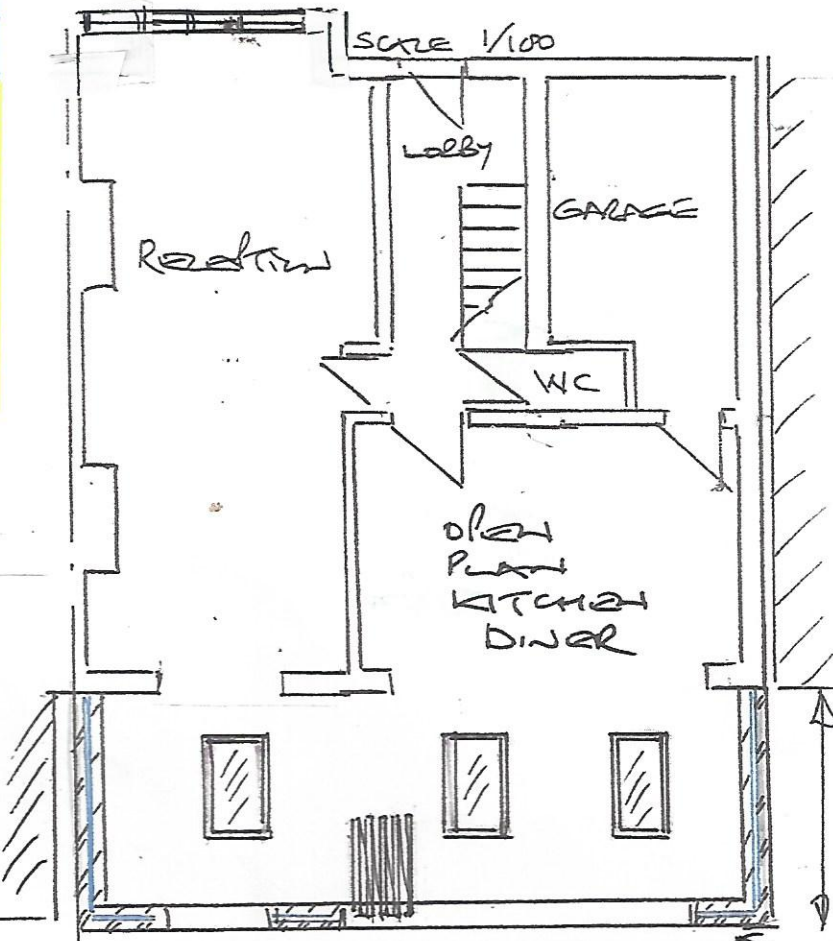 SCALE 1/100
LOBBY
GARAGE
RECEPTION
WC
OPEN
PLAN
KITCHEN
DINER